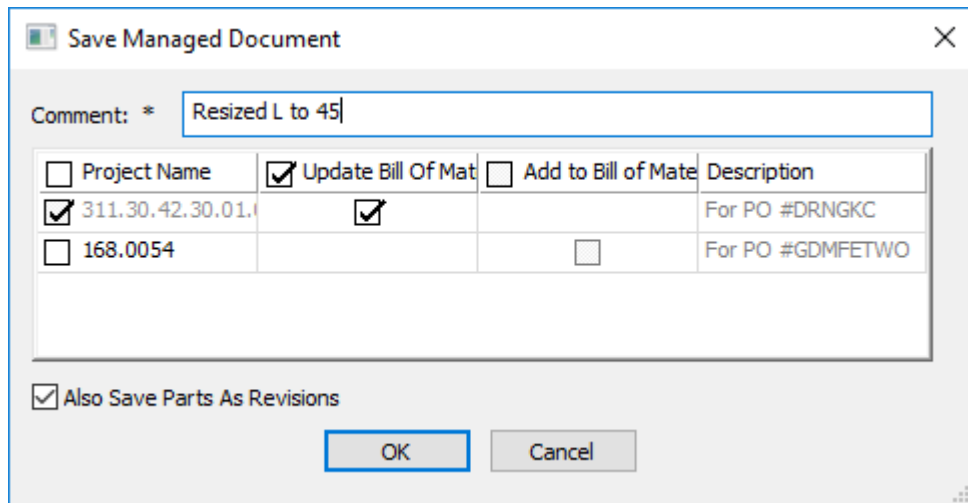 Save Managed Document
Comment: * Resized L to 45
Project Name Update Bill Of Mat Add to Bill of Mate Description
311.30.42.30.01. For PO #DRNGKC
168.0054 For PO #GDMFETWO
Also Save Parts As Revisions
OK Cancel